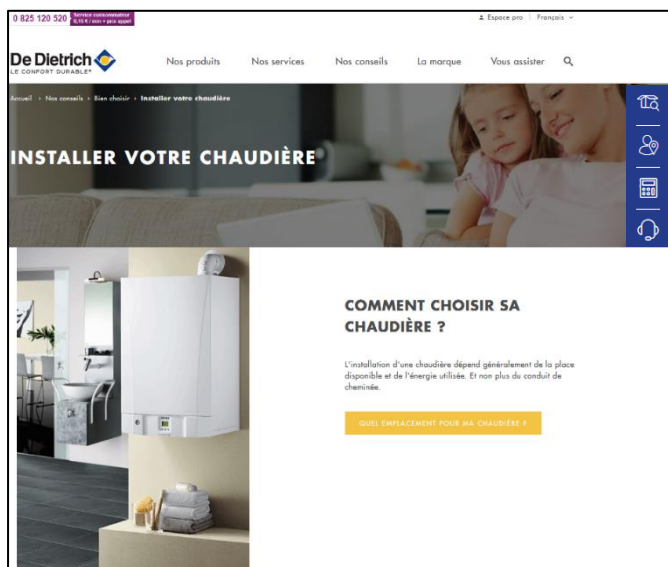 0 825 120 520 Service consommateur
0,15 € / min + prix appel
Espace pro Français
De Dietrich
LE CONFORT DURABLE®
Nos produits Nos services Nos conseils La marque Vous assister
Accueil > Nos conseils > Bien choisir > Installer votre chaudière
INSTALLER VOTRE CHAUDIÈRE
COMMENT CHOISIR SA
CHAUDIÈRE ?
L'installation d'une chaudière dépend généralement de la place
disponible et de l'énergie utilisée. Et non plus du conduit de
cheminée.
QUEL EMPLACEMENT POUR MA CHAUDIÈRE ?